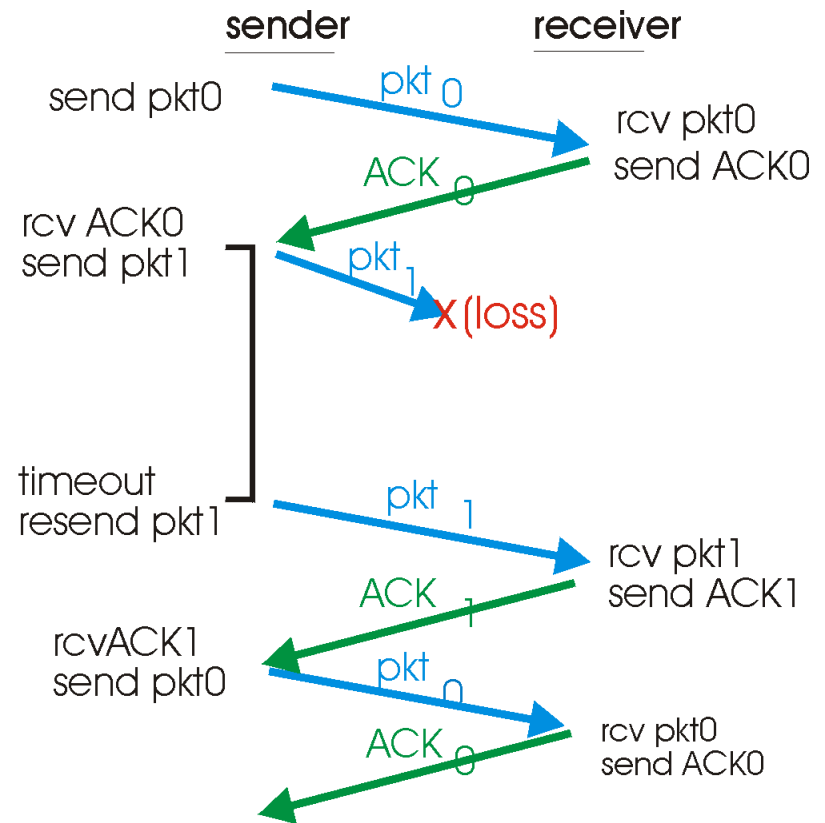 sender
receiver
send pkt0
pkt 0
rcv pkt0
send ACK0
ACK 0
rcv ACK0
send pkt1
pkt 1
X (loss)
timeout
resend pkt1
pkt 1
rcv pkt1
send ACK1
ACK 1
rcvACK1
send pkt0
pkt 0
rcv pkt0
send ACK0
ACK 0